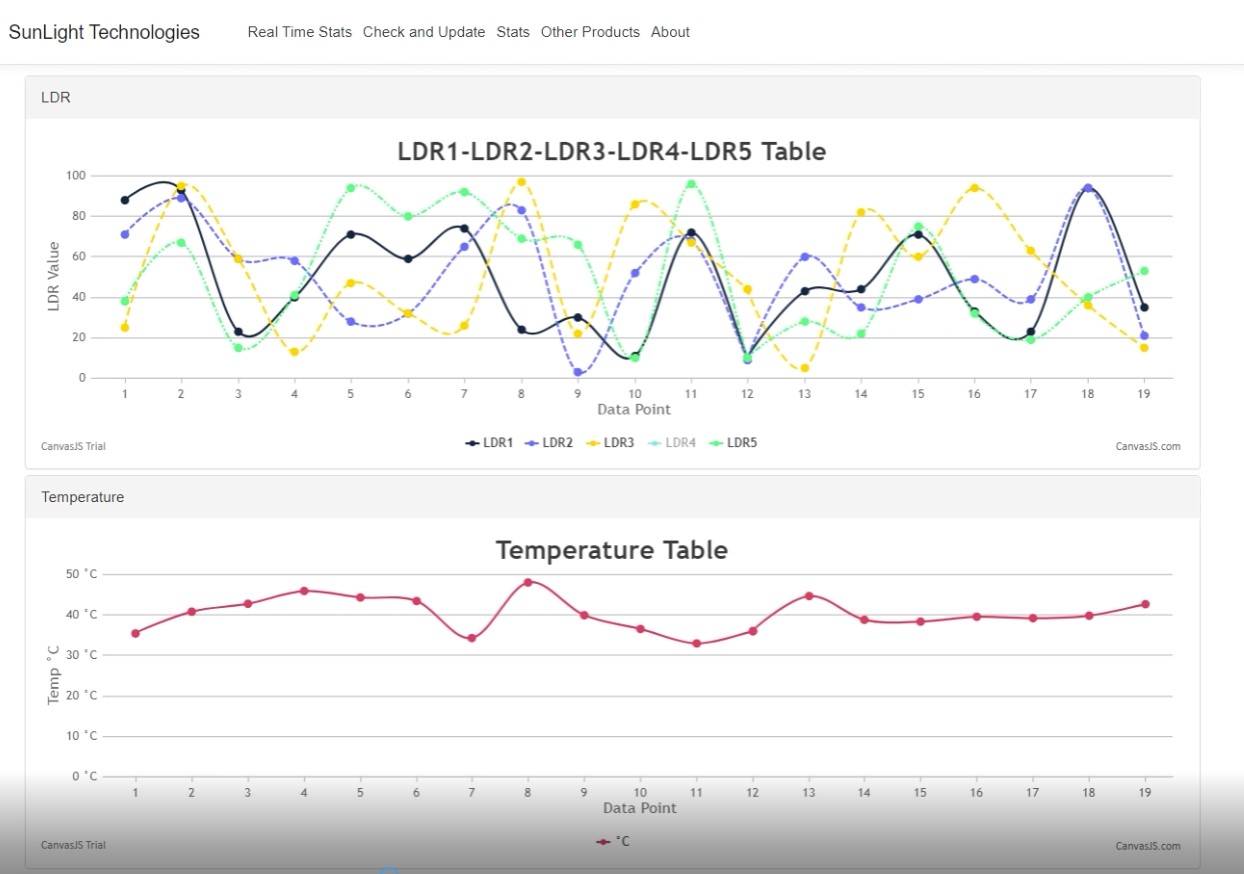 SunLight Technologies Real Time Stats Check and Update Stats Other Products About
LDR
LDR1-LDR2-LDR3-LDR4-LDR5 Table
LDR Value
100
80
60
40
20
0
1 2 3 4 5 6 7 8 9 10 11 12 13 14 15 16 17 18 19
Data Point
LDR1 LDR2 LDR3 LDR4 LDR5
CanvasJS Trial CanvasJS.com
Temperature
Temperature Table
Temp °C
50 °C
40 °C
30 °C
20 °C
10 °C
0 °C
1 2 3 4 5 6 7 8 9 10 11 12 13 14 15 16 17 18 19
Data Point
°C
CanvasJS Trial CanvasJS.com